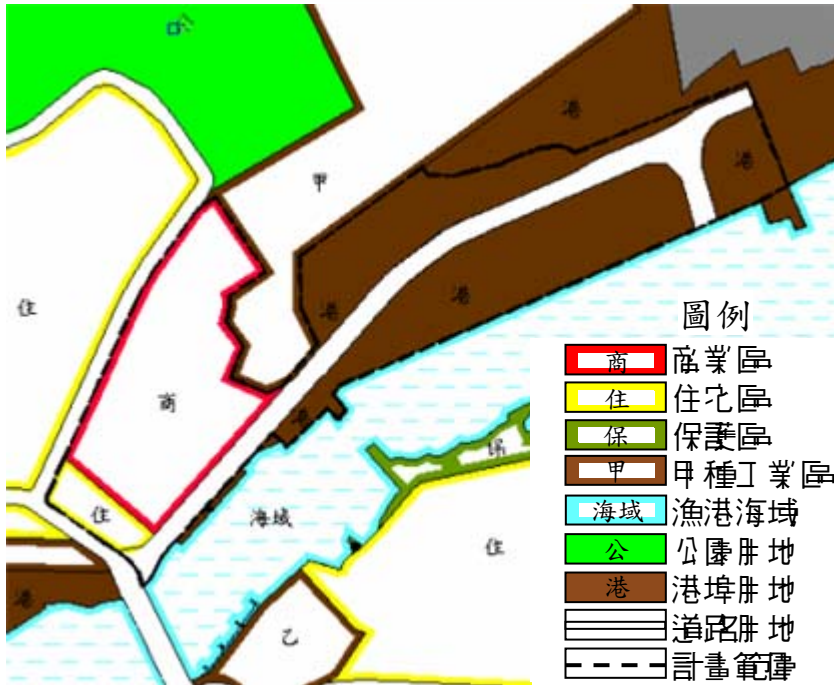 公
港
甲
港
住
港
港
商
港
保
住
海域
住
港
乙
圖例
商 商業區
住 住宅區
保 保護區
甲 甲種工業區
海域 漁港海域
公 公園用地
港 港埠用地
道路用地
計畫範圍